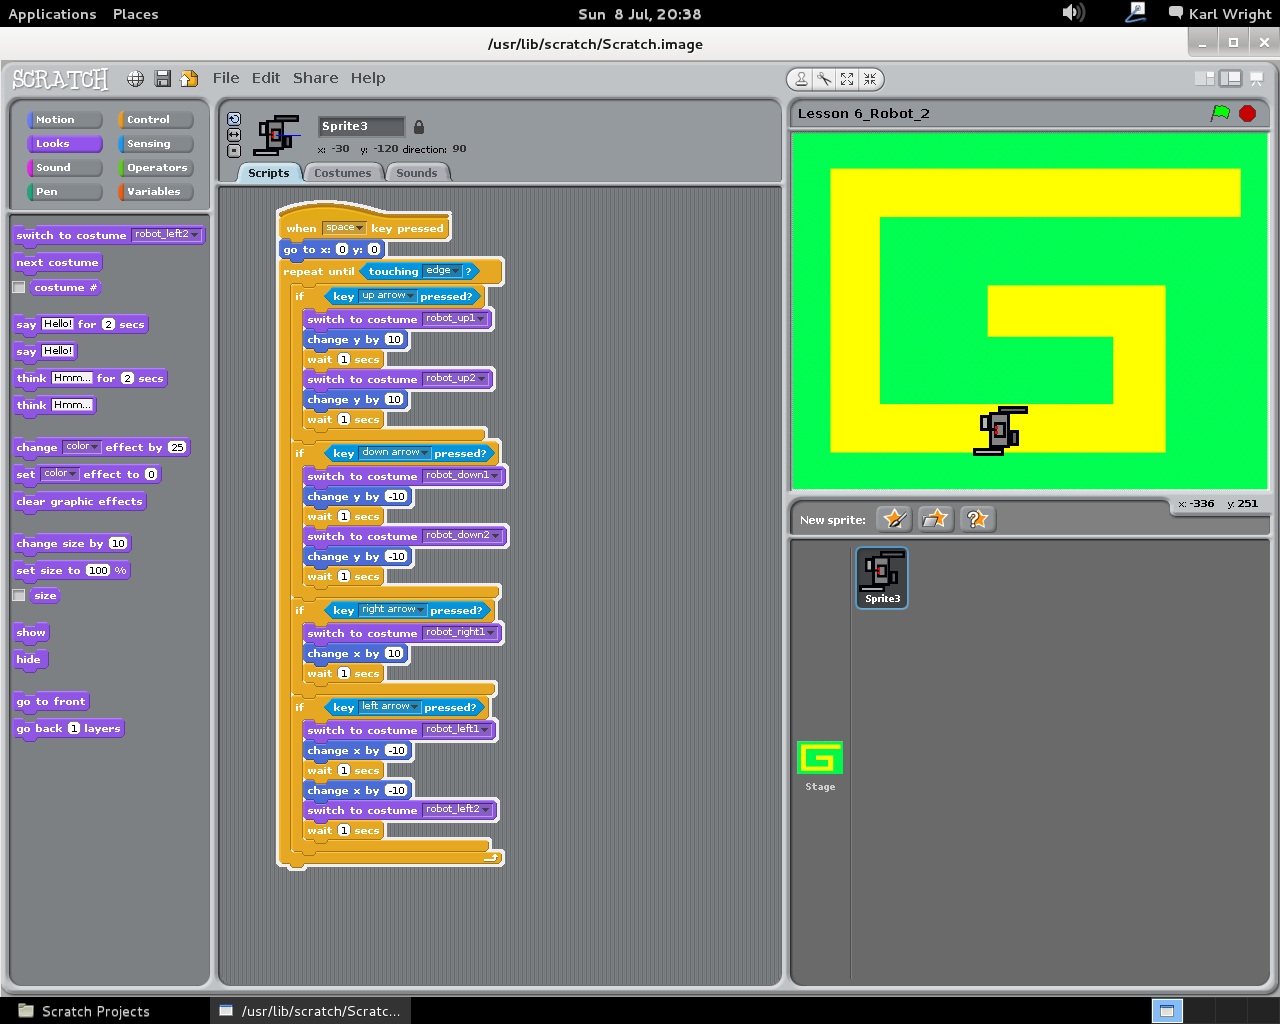 Applications Places
Sun 8 Jul, 20:38
Karl Wright
/usr/lib/scratch/Scratch.image
SCRATCH
File Edit Share Help
Motion Control
Looks Sensing
Sound Operators
Pen Variables
switch to costume robot_left2
next costume
costume #
say Hello! for 2 secs
say Hello!
think Hmm... for 2 secs
think Hmm...
change color effect by 25
set color effect to 0
clear graphic effects
change size by 10
set size to 100 %
size
show
hide
go to front
go back 1 layers
Sprite3
x: -30 y: -120 direction: 90
Scripts Costumes Sounds
when space key pressed
go to x: 0 y: 0
repeat until touching edge ?
if key up arrow pressed?
switch to costume robot_up1
change y by 10
wait 1 secs
switch to costume robot_up2
change y by 10
wait 1 secs
if key down arrow pressed?
switch to costume robot_down1
change y by -10
wait 1 secs
switch to costume robot_down2
change y by -10
wait 1 secs
if key right arrow pressed?
switch to costume robot_right1
change x by 10
wait 1 secs
if key left arrow pressed?
switch to costume robot_left1
change x by -10
wait 1 secs
change x by -10
switch to costume robot_left2
wait 1 secs
Lesson 6_Robot_2
x: -336 y: 251
New sprite:
Sprite3
Stage
Scratch Projects
/usr/lib/scratch/Scratc...